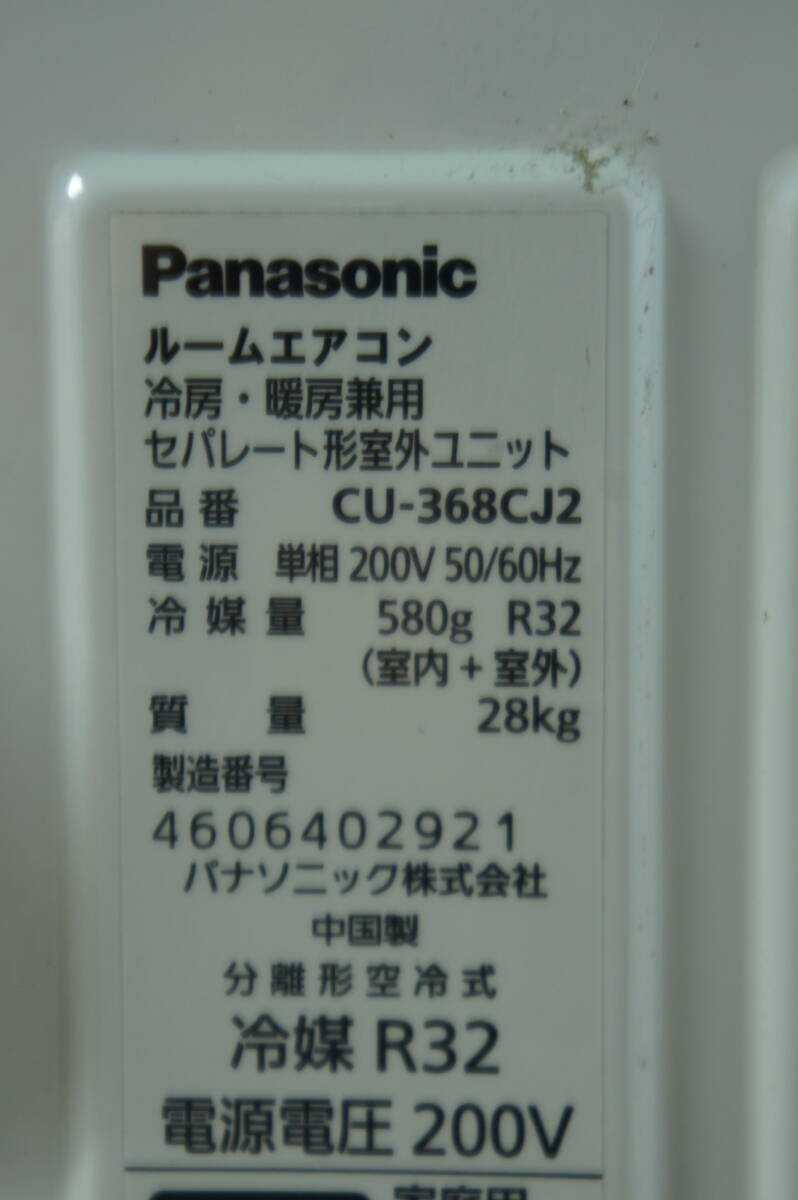 Panasonic
ルームエアコン
冷房・暖房兼用
セパレート形室外ユニット
品番 CU-368CJ2
電源 単相 200V 50/60Hz
冷媒量 580g R32
(室内+室外)
質量 28kg
製造番号
4606402921
パナソニック株式会社
中国製
分離形空冷式
冷媒 R32
電源電圧 200V
家庭用